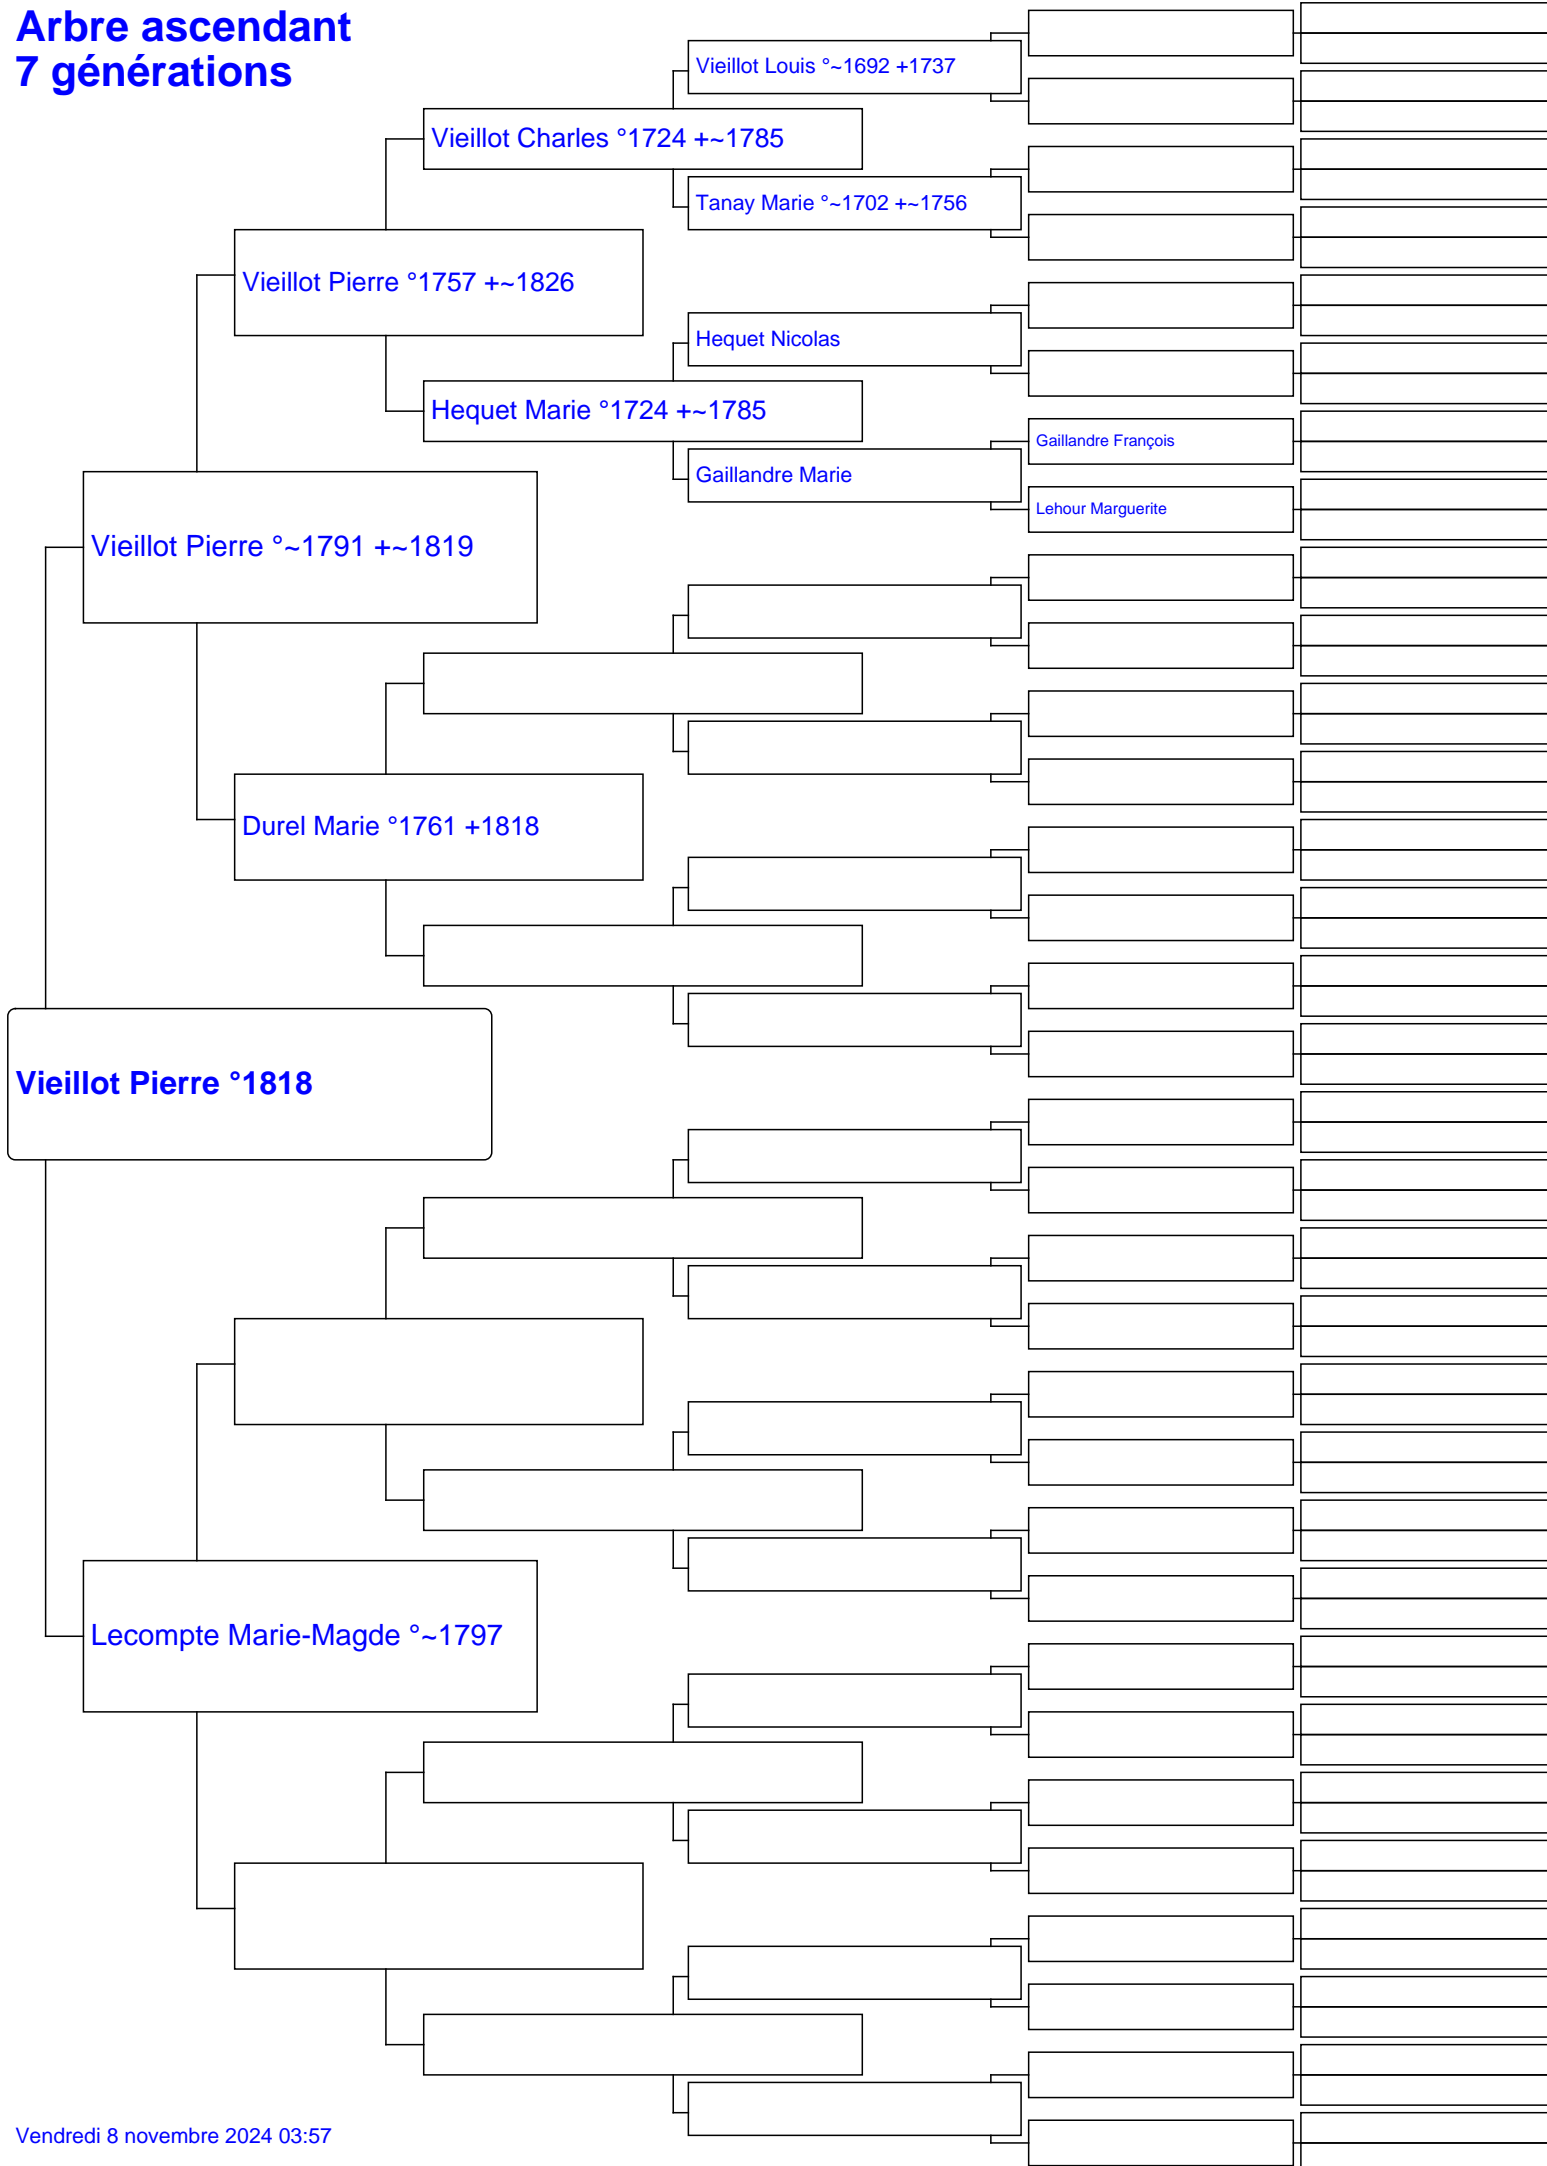 Arbre ascendant
7 générations
Vieillot Louis °~1692 +1737
Vieillot Charles °1724 +~1785
Tanay Marie °~1702 +~1756
Vieillot Pierre °1757 +~1826
Hequet Nicolas
Hequet Marie °1724 +~1785
Gaillandre François
Gaillandre Marie
Lehour Marguerite
Vieillot Pierre °~1791 +~1819
Durel Marie °1761 +1818
Vieillot Pierre °1818
Lecompte Marie-Magde °~1797
Vendredi 8 novembre 2024 03:57